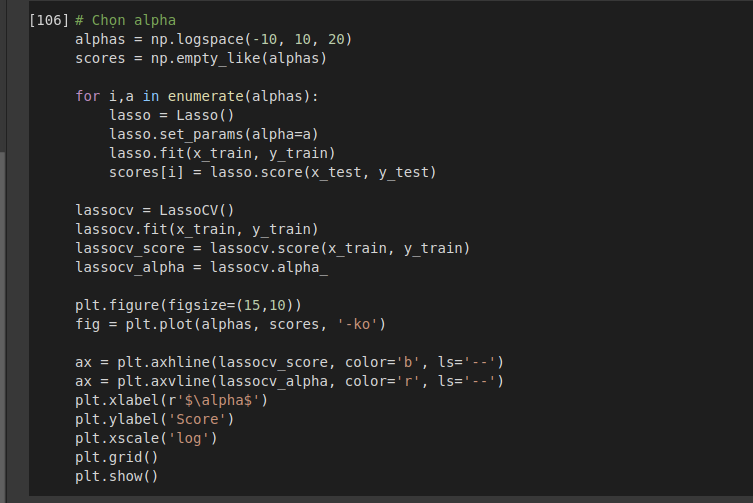 [106] # Chọn alpha
alphas = np.logspace(-10, 10, 20)
scores = np.empty_like(alphas)
for i,a in enumerate(alphas):
    lasso = Lasso()
    lasso.set_params(alpha=a)
    lasso.fit(x_train, y_train)
    scores[i] = lasso.score(x_test, y_test)
lassocv = LassoCV()
lassocv.fit(x_train, y_train)
lassocv_score = lassocv.score(x_train, y_train)
lassocv_alpha = lassocv.alpha_
plt.figure(figsize=(15,10))
fig = plt.plot(alphas, scores, '-ko')
ax = plt.axhline(lassocv_score, color='b', ls='--')
ax = plt.axvline(lassocv_alpha, color='r', ls='--')
plt.xlabel(r'$\alpha$')
plt.ylabel('Score')
plt.xscale('log')
plt.grid()
plt.show()